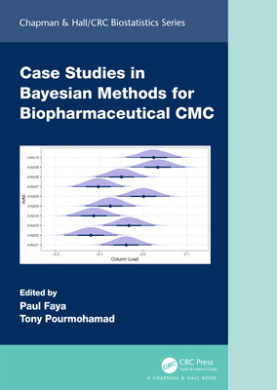 Chapman & Hall/CRC Biostatistics Series
Case Studies in
Bayesian Methods for
Biopharmaceutical CMC
Column Load
Edited by
Paul Faya
Tony Pourmohamad
CRC Press
Taylor & Francis Group
A CHAPMAN & HALL BOOK